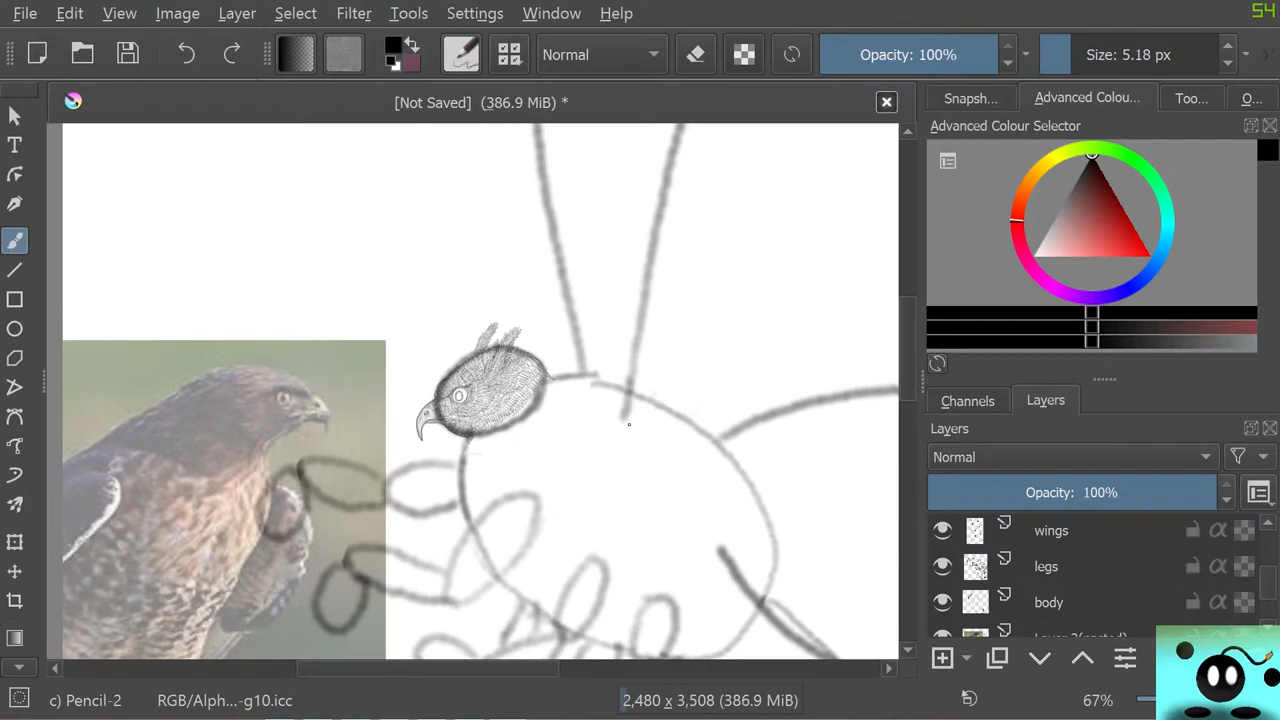 File Edit View Image Layer Select Filter Tools Settings Window Help
54
Normal
Opacity: 100%
Size: 5.18 px
[Not Saved] (386.9 MiB) *
Snapsh...
Advanced Colou...
Too...
O...
Advanced Colour Selector
Channels
Layers
Layers
Normal
Opacity: 100%
wings
legs
body
c) Pencil-2
RGB/Alph...-g10.icc
2,480 x 3,508 (386.9 MiB)
67%